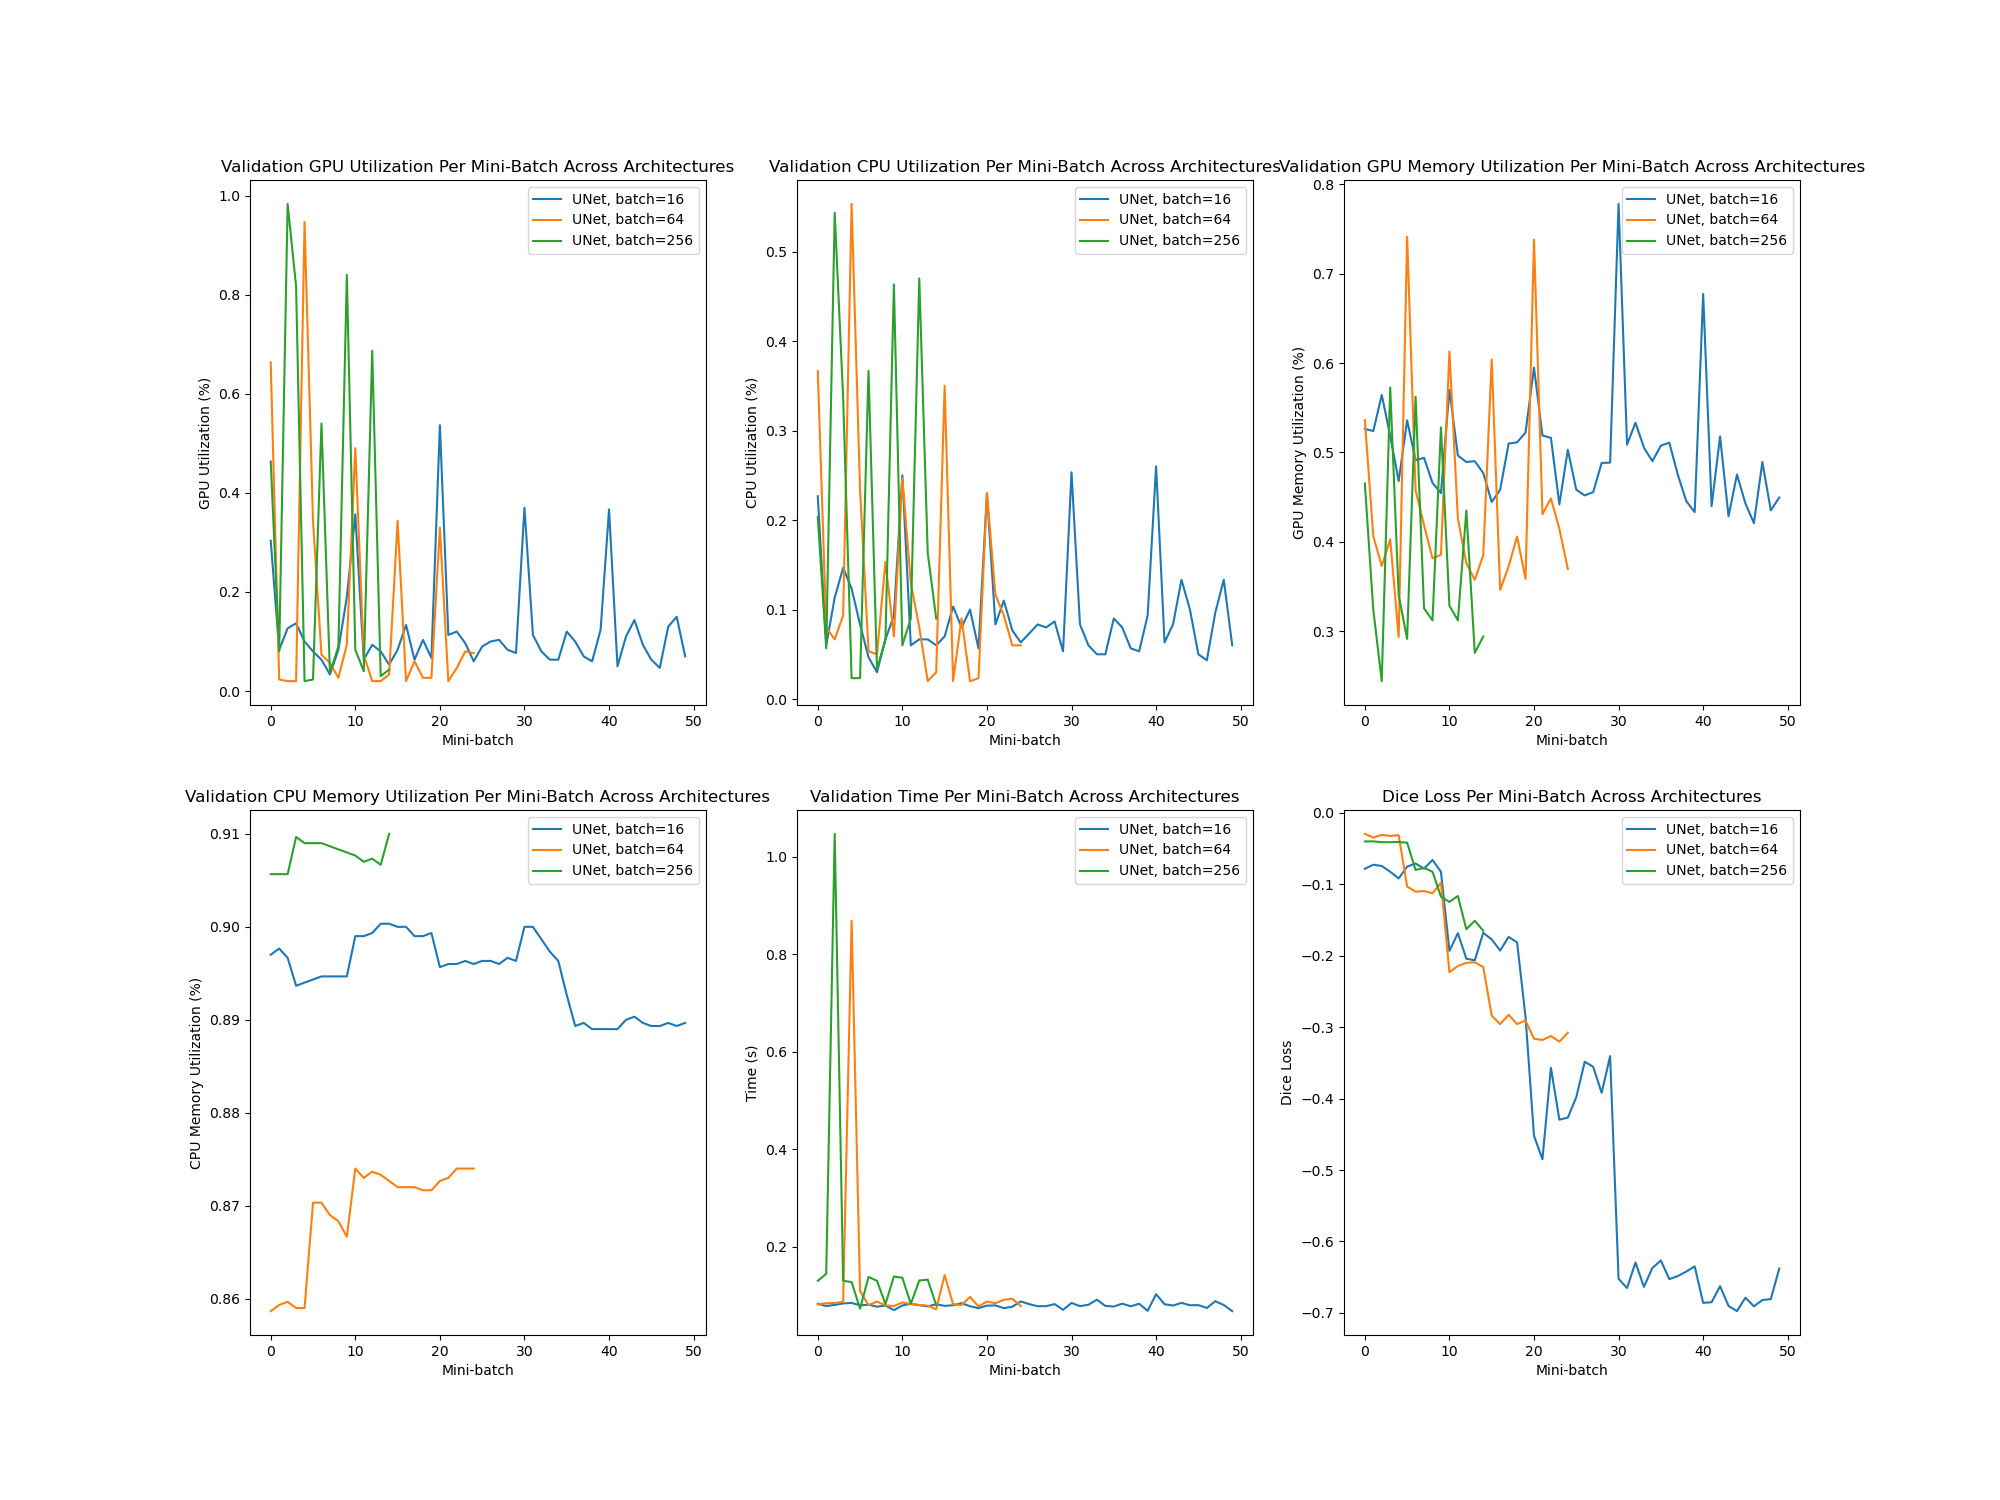 Validation GPU Utilization Per Mini-Batch Across Architectures
GPU Utilization (%)
1.0
0.8
0.6
0.4
0.2
0.0
UNet, batch=16
UNet, batch=64
UNet, batch=256
0 10 20 30 40 50
Mini-batch
Validation CPU Utilization Per Mini-Batch Across Architectures
CPU Utilization (%)
0.5
0.4
0.3
0.2
0.1
0.0
UNet, batch=16
UNet, batch=64
UNet, batch=256
0 10 20 30 40 50
Mini-batch
Validation GPU Memory Utilization Per Mini-Batch Across Architectures
GPU Memory Utilization (%)
0.8
0.7
0.6
0.5
0.4
0.3
UNet, batch=16
UNet, batch=64
UNet, batch=256
0 10 20 30 40 50
Mini-batch
Validation CPU Memory Utilization Per Mini-Batch Across Architectures
CPU Memory Utilization (%)
0.91
0.90
0.89
0.88
0.87
0.86
UNet, batch=16
UNet, batch=64
UNet, batch=256
0 10 20 30 40 50
Mini-batch
Validation Time Per Mini-Batch Across Architectures
Time (s)
1.0
0.8
0.6
0.4
0.2
UNet, batch=16
UNet, batch=64
UNet, batch=256
0 10 20 30 40 50
Mini-batch
Dice Loss Per Mini-Batch Across Architectures
Dice Loss
0.0
−0.1
−0.2
−0.3
−0.4
−0.5
−0.6
−0.7
UNet, batch=16
UNet, batch=64
UNet, batch=256
0 10 20 30 40 50
Mini-batch